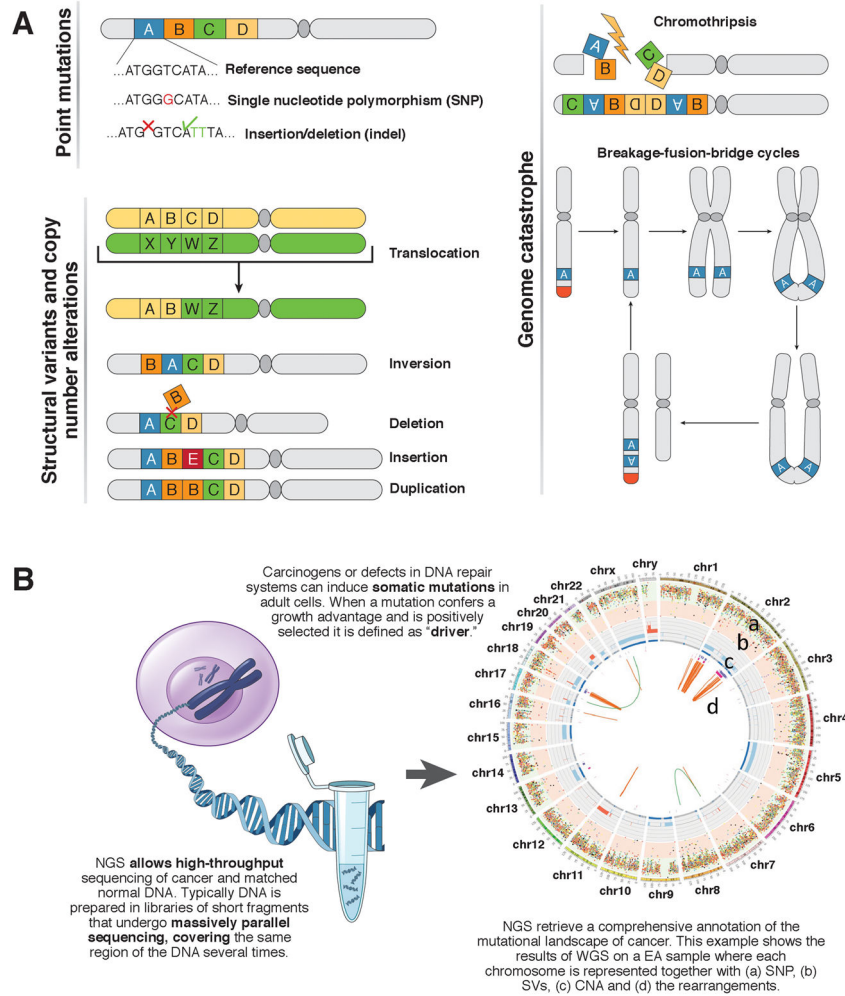 A
Point mutations
A B C D
...ATGGTCATA... Reference sequence
...ATGGGCATA... Single nucleotide polymorphism (SNP)
...ATG GTCATTTA... Insertion/deletion (indel)
Structural variants and copy
number alterations
A B C D
X Y W Z
Translocation
A B W Z
B A C D
Inversion
B
A C D
Deletion
A B E C D
Insertion
A B B C D
Duplication
Genome catastrophe
Chromothripsis
A B C D
C A B D D A B
Breakage-fusion-bridge cycles
A A A A A A
A
A
A A
B
Carcinogens or defects in DNA repair
systems can induce somatic mutations in
adult cells. When a mutation confers a
growth advantage and is positively
selected it is defined as “driver.”
NGS allows high-throughput
sequencing of cancer and matched
normal DNA. Typically DNA is
prepared in libraries of short fragments
that undergo massively parallel
sequencing, covering the same
region of the DNA several times.
chr1
chr2
chr3
chr4
chr5
chr6
chr7
chr8
chr9
chr10
chr11
chr12
chr13
chr14
chr15
chr16
chr17
chr18
chr19
chr20
chr21
chr22
chrx
chry
a
b
c
d
NGS retrieve a comprehensive annotation of the
mutational landscape of cancer. This example shows the
results of WGS on a EA sample where each
chromosome is represented together with (a) SNP, (b)
SVs, (c) CNA and (d) the rearrangements.